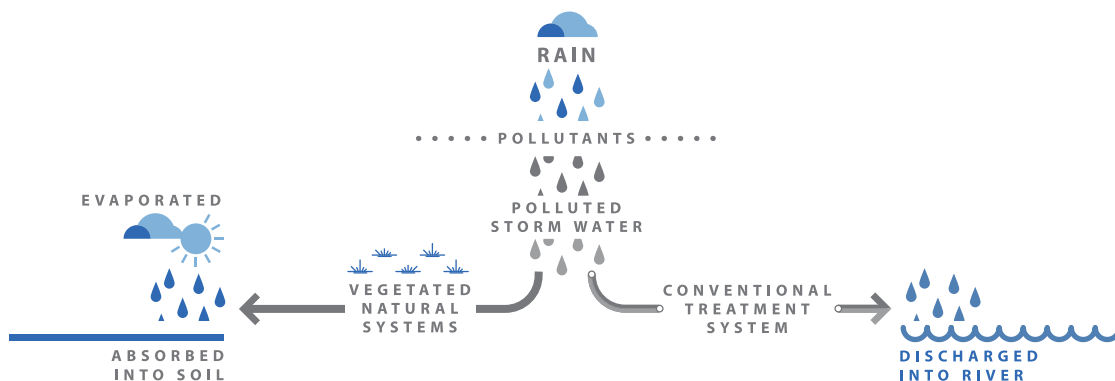 RAIN
POLLUTANTS
POLLUTED
STORM WATER
EVAPORATED
VEGETATED
NATURAL
SYSTEMS
CONVENTIONAL
TREATMENT
SYSTEM
ABSORBED
INTO SOIL
DISCHARGED
INTO RIVER